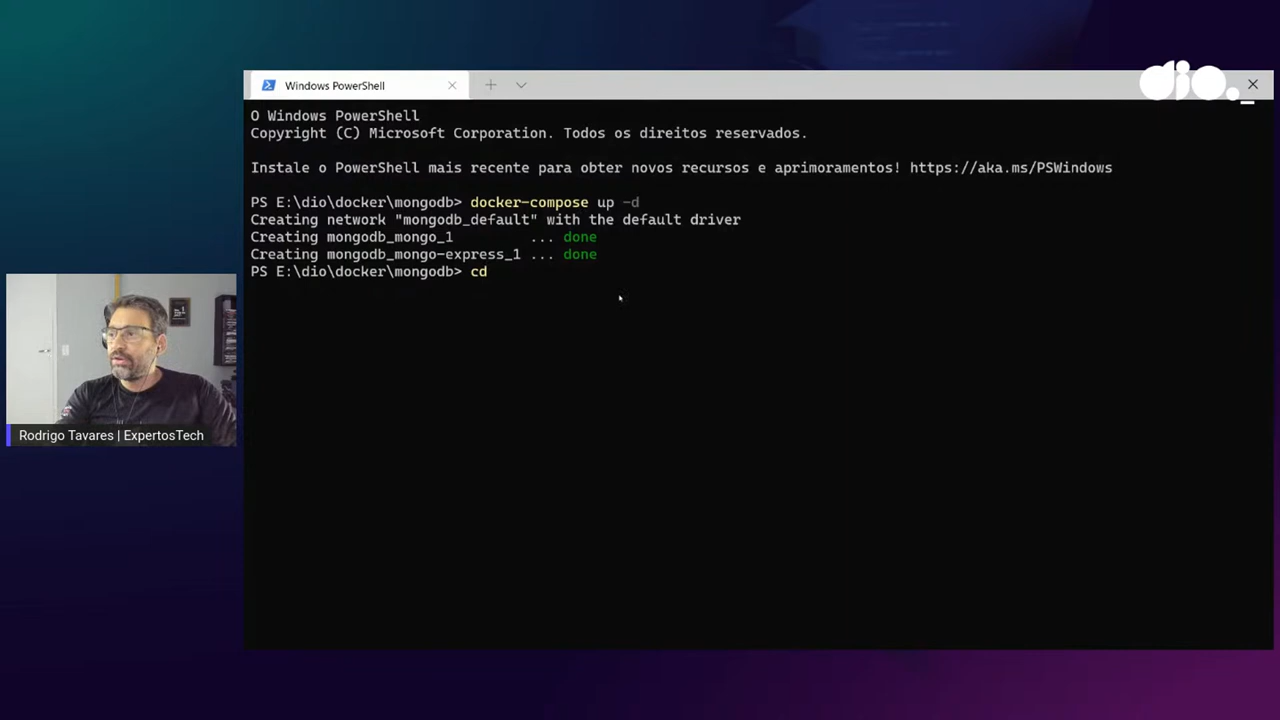 dio.
Windows PowerShell
O Windows PowerShell
Copyright (C) Microsoft Corporation. Todos os direitos reservados.
Instale o PowerShell mais recente para obter novos recursos e aprimoramentos! https://aka.ms/PSWindows
PS E:\dio\docker\mongodb> docker-compose up -d
Creating network "mongodb_default" with the default driver
Creating mongodb_mongo_1         ... done
Creating mongodb_mongo-express_1 ... done
PS E:\dio\docker\mongodb> cd
Rodrigo Tavares | ExpertosTech